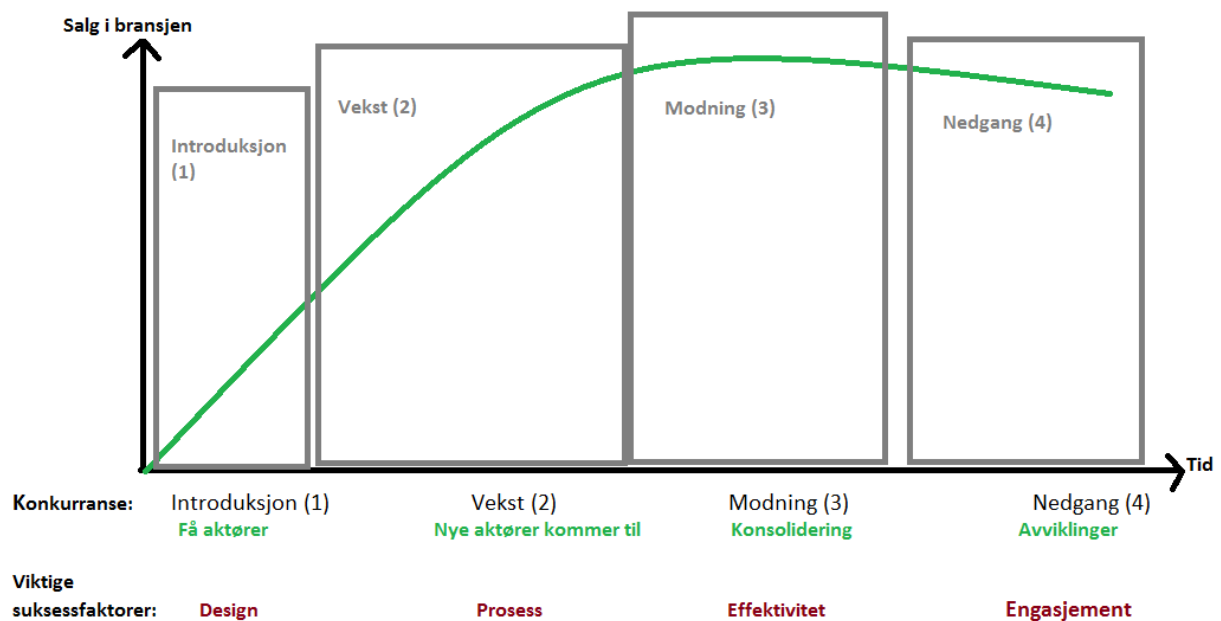 Salg i bransjen
Introduksjon
(1)
Vekst (2)
Modning (3)
Nedgang (4)
Tid
Konkurranse: Introduksjon (1) Vekst (2) Modning (3) Nedgang (4)
Få aktører Nye aktører kommer til Konsolidering Avviklinger
Viktige
suksessfaktorer: Design Prosess Effektivitet Engasjement